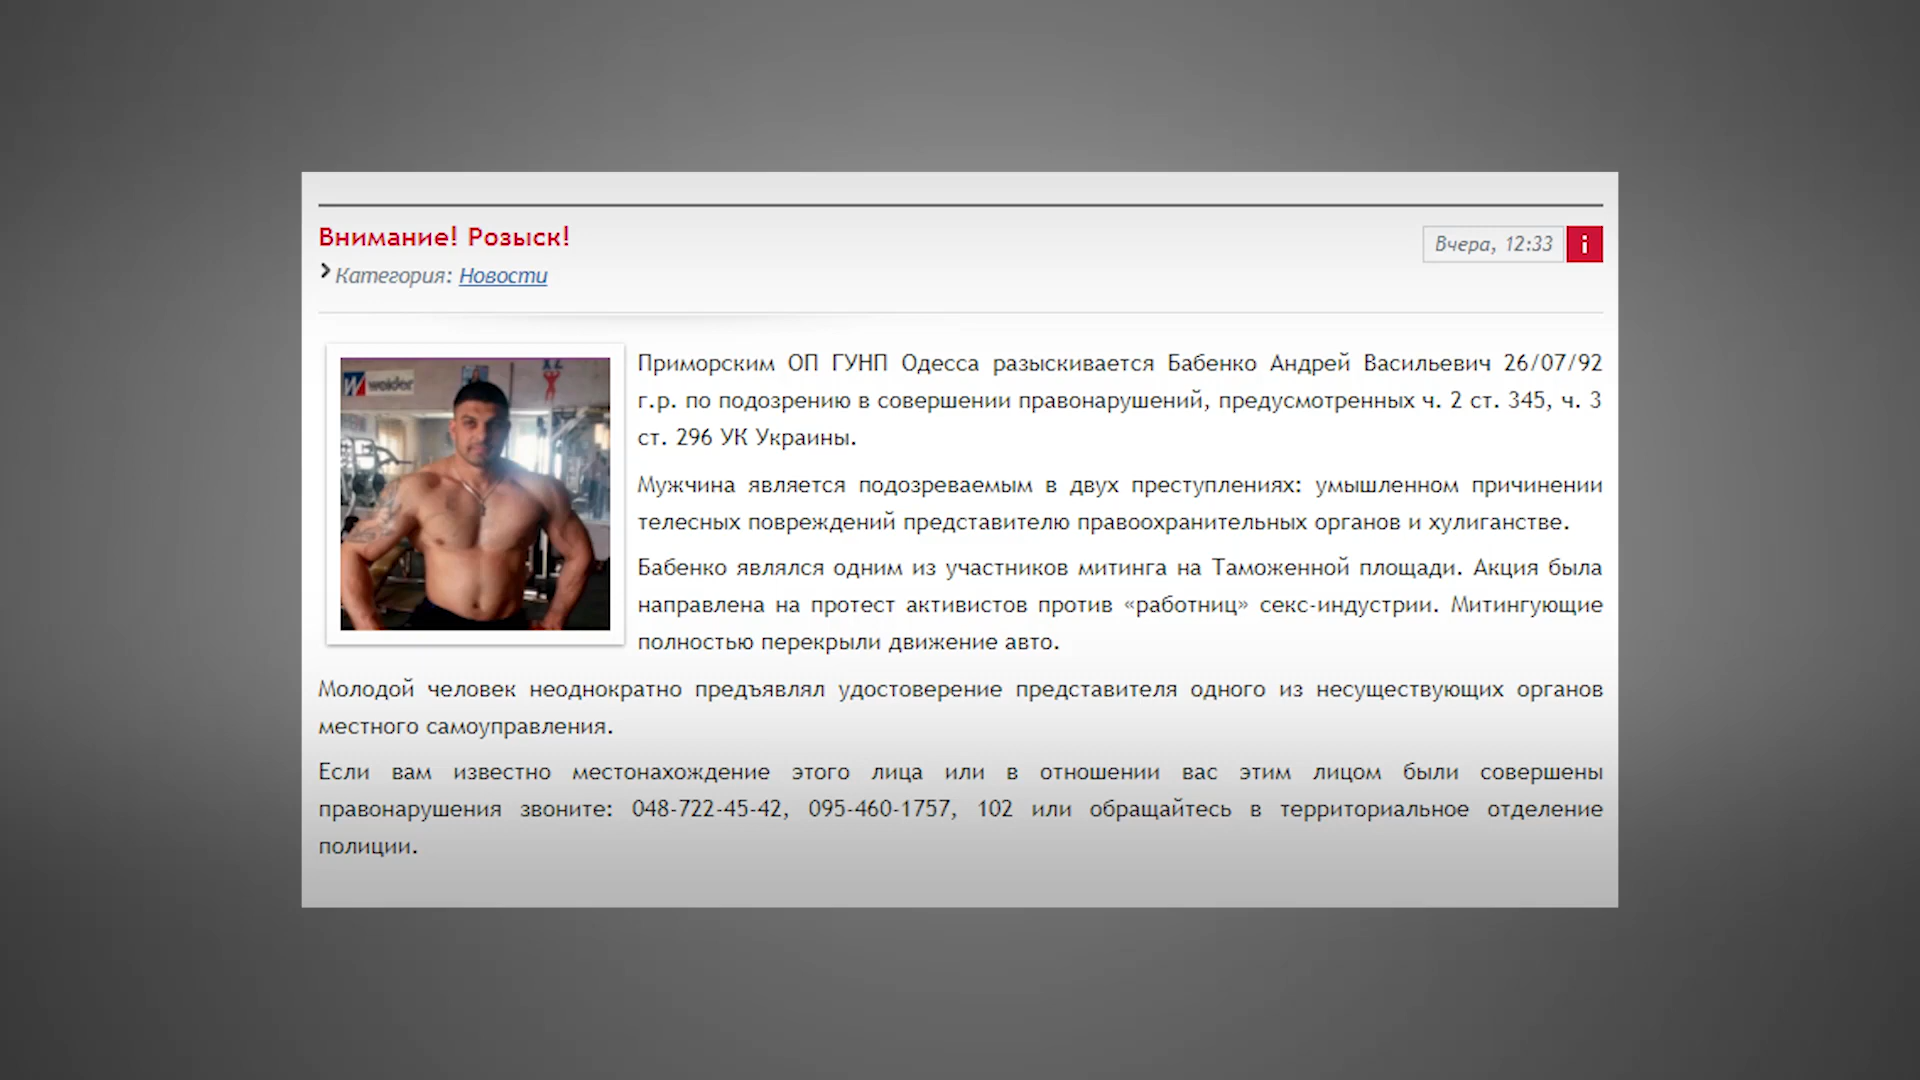 Внимание! Розыск!
Вчера, 12:33
i
Категория: Новости
weider
Приморским ОП ГУНП Одесса разыскивается Бабенко Андрей Васильевич 26/07/92
г.р. по подозрению в совершении правонарушений, предусмотренных ч. 2 ст. 345, ч. 3
ст. 296 УК Украины.
Мужчина является подозреваемым в двух преступлениях: умышленном причинении
телесных повреждений представителю правоохранительных органов и хулиганстве.
Бабенко являлся одним из участников митинга на Таможенной площади. Акция была
направлена на протест активистов против «работниц» секс-индустрии. Митингующие
полностью перекрыли движение авто.
Молодой человек неоднократно предъявлял удостоверение представителя одного из несуществующих органов
местного самоуправления.
Если вам известно местонахождение этого лица или в отношении вас этим лицом были совершены
правонарушения звоните: 048-722-45-42, 095-460-1757, 102 или обращайтесь в территориальное отделение
полиции.